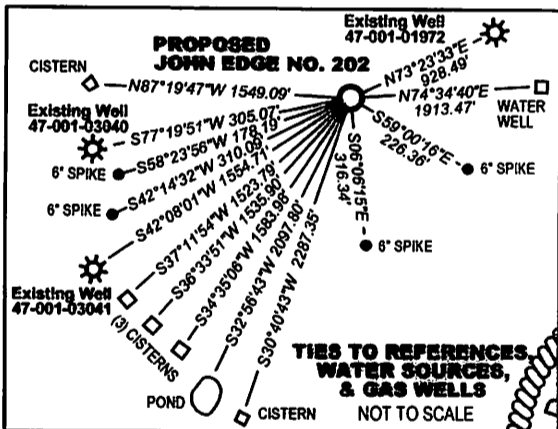 Existing Well
47-001-01972
PROPOSED
JOHN EDGE NO. 202
CISTERN
N87°19'47"W 1549.09'
N73°23'33"E
928.49'
N74°34'40"E
1913.47'
WATER
WELL
Existing Well
47-001-03040
S77°19'51"W 305.07'
S58°23'56"W 178.19'
6" SPIKE
S42°14'32"W 310.09'
6" SPIKE
S42°08'01"W 1554.71'
S59°00'16"E
226.36'
6" SPIKE
S06°06'15"E
316.34'
6" SPIKE
Existing Well
47-001-03041
S37°11'54"W 1523.79'
S36°33'51"W 1535.90'
S34°35'06"W 1583.98'
(3) CISTERNS
S32°56'43"W 2097.80'
POND
S30°40'43"W 2287.35'
CISTERN
TIES TO REFERENCES,
WATER SOURCES,
& GAS WELLS
NOT TO SCALE